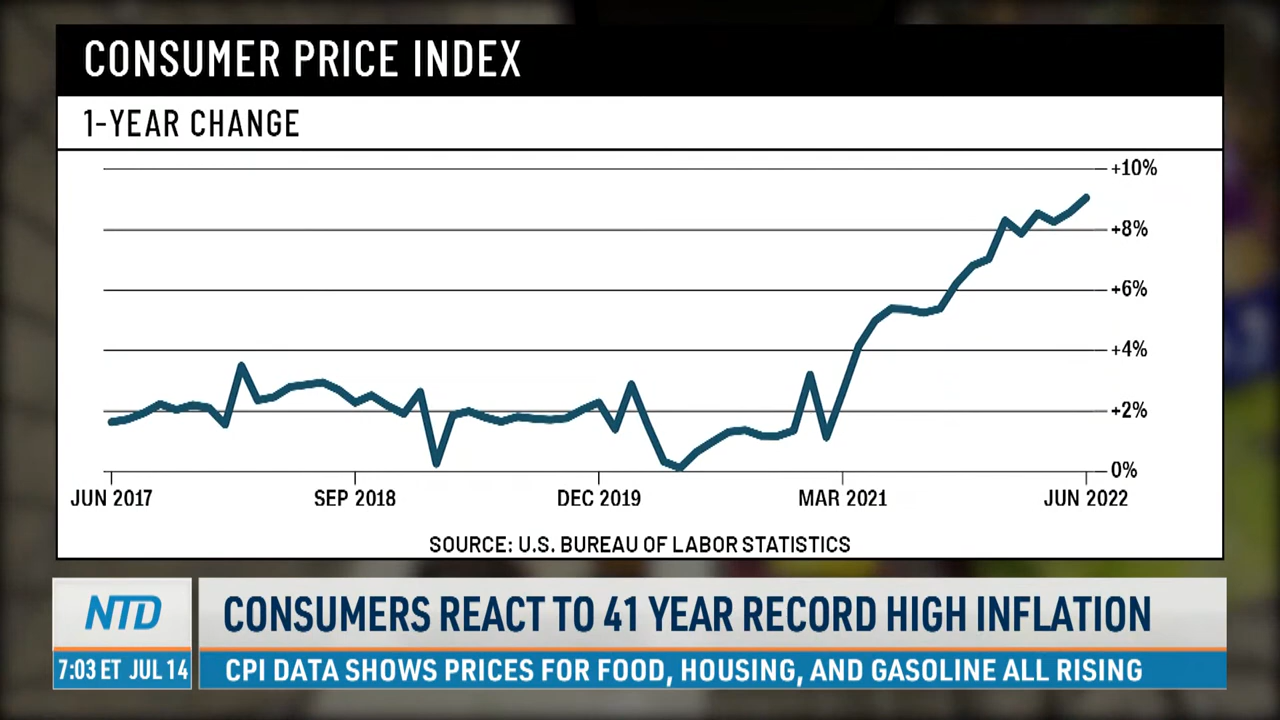 CONSUMER PRICE INDEX
1-YEAR CHANGE
+10%
+8%
+6%
+4%
+2%
0%
JUN 2017 SEP 2018 DEC 2019 MAR 2021 JUN 2022
SOURCE: U.S. BUREAU OF LABOR STATISTICS
NTD CONSUMERS REACT TO 41 YEAR RECORD HIGH INFLATION
7:03 ET JUL 14 CPI DATA SHOWS PRICES FOR FOOD, HOUSING, AND GASOLINE ALL RISING